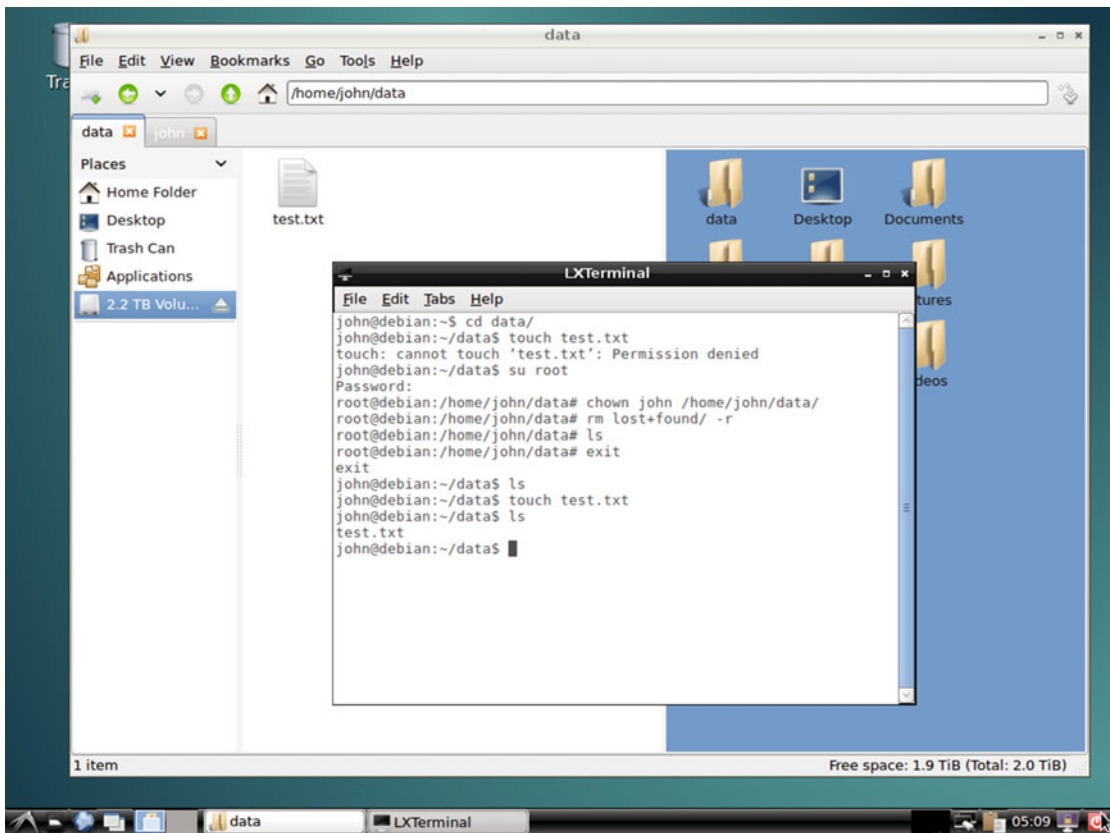 Tra
data
File Edit View Bookmarks Go Tools Help
/home/john/data
data john
Places
Home Folder
Desktop
Trash Can
Applications
2.2 TB Volu...
test.txt
data Desktop Documents
tures
deos
LXTerminal
File Edit Tabs Help
john@debian:~$ cd data/
john@debian:~/data$ touch test.txt
touch: cannot touch ‘test.txt’: Permission denied
john@debian:~/data$ su root
Password:
root@debian:/home/john/data# chown john /home/john/data/
root@debian:/home/john/data# rm lost+found/ -r
root@debian:/home/john/data# ls
root@debian:/home/john/data# exit
exit
john@debian:~/data$ ls
john@debian:~/data$ touch test.txt
john@debian:~/data$ ls
test.txt
john@debian:~/data$
1 item Free space: 1.9 TiB (Total: 2.0 TiB)
data LXTerminal 05:09